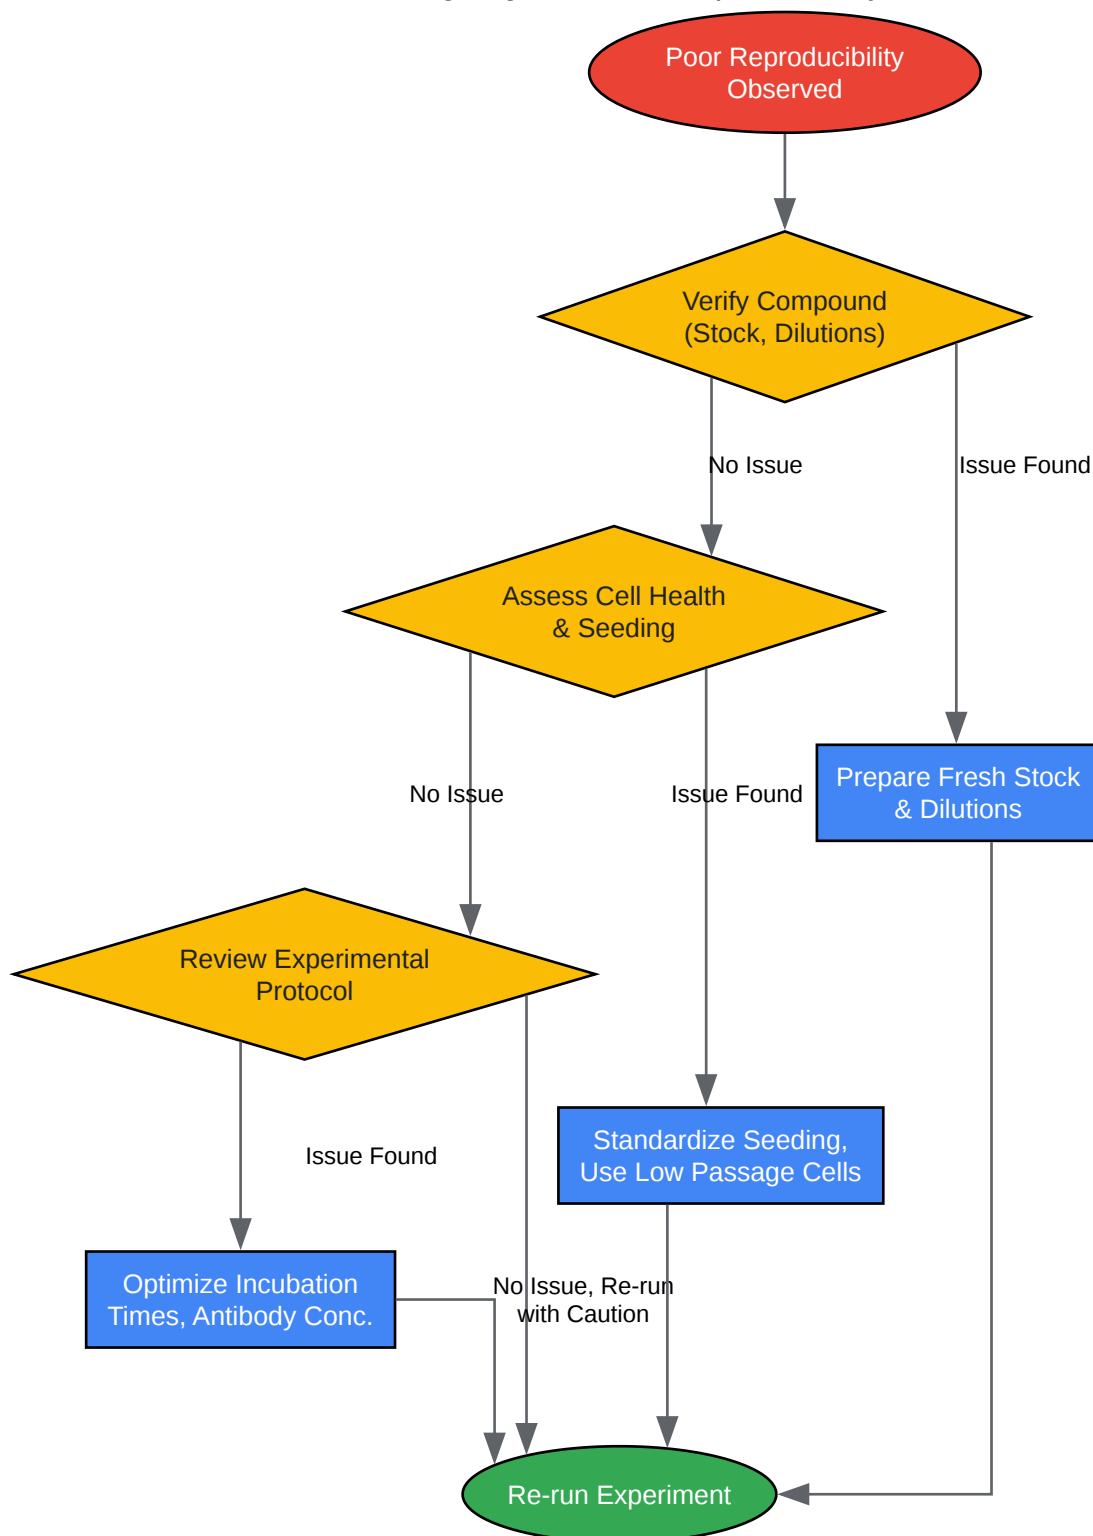 Poor Reproducibility
Observed
Verify Compound
(Stock, Dilutions)
No Issue
Issue Found
Assess Cell Health
& Seeding
Prepare Fresh Stock
& Dilutions
No Issue
Issue Found
Review Experimental
Protocol
Issue Found
Standardize Seeding,
Use Low Passage Cells
Optimize Incubation
Times, Antibody Conc.
No Issue, Re-run
with Caution
Re-run Experiment